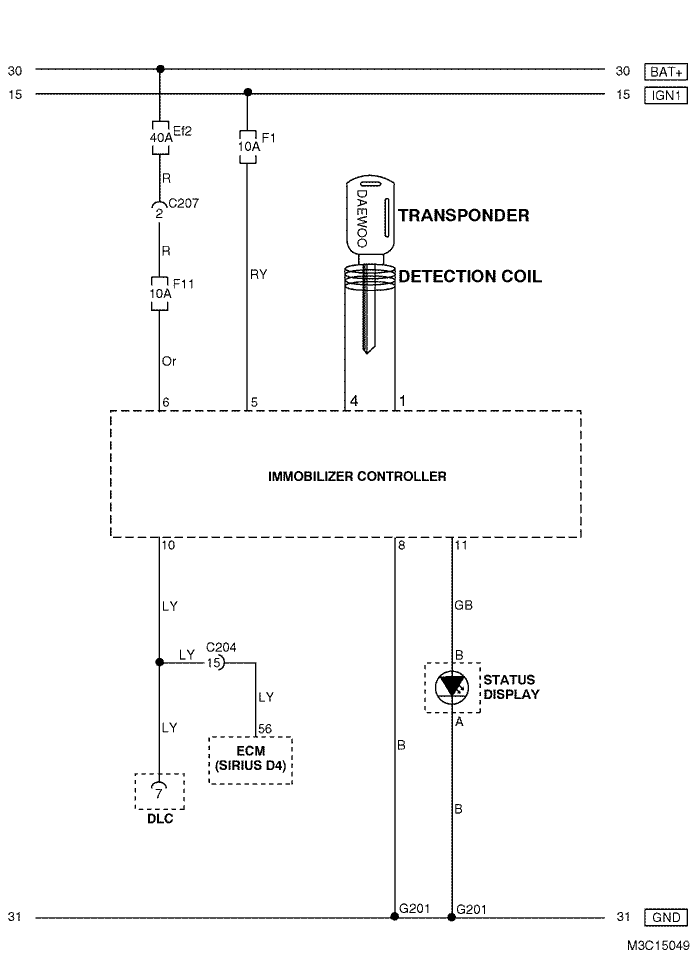 30 30 BAT+
15 15 IGN1
Ef2
40A
F1
10A
R
C207
2
DAEWOO
TRANSPONDER
R
RY
DETECTION COIL
F11
10A
Or
6 5 4 1
IMMOBILIZER CONTROLLER
10 8 11
LY GB
LY C204
15
B
STATUS
DISPLAY
LY
A
LY 56
B
ECM
(SIRIUS D4)
7
B
DLC
31 G201 G201 31 GND
M3C15049